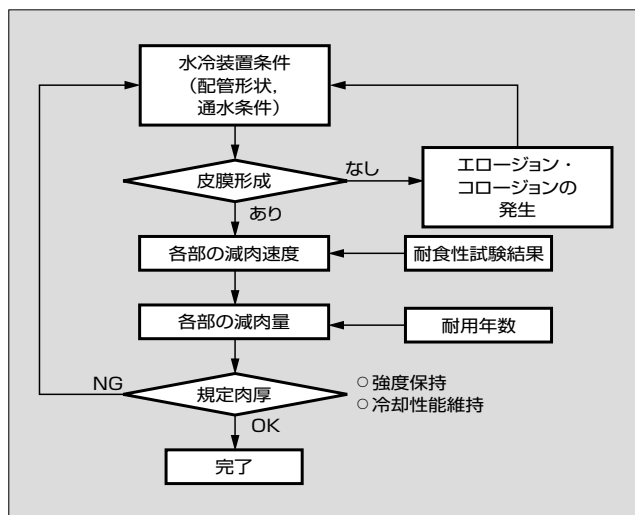 水冷装置条件
（配管形状，
通水条件）
皮膜形成
なし
エロージョン・
コロージョンの
発生
あり
各部の減肉速度
耐食性試験結果
各部の減肉量
耐用年数
NG
規定肉厚
○強度保持
○冷却性能維持
OK
完了